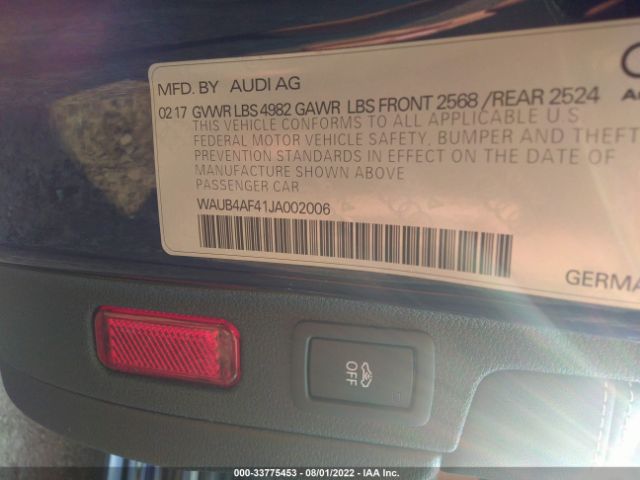 MFD. BY AUDI AG
02 17 GVWR LBS 4982 GAWR LBS FRONT 2568 /REAR 2524
THIS VEHICLE CONFORMS TO ALL APPLICABLE U.S
FEDERAL MOTOR VEHICLE SAFETY, BUMPER AND THEFT
PREVENTION STANDARDS IN EFFECT ON THE DATE OF
MANUFACTURE SHOWN ABOVE
PASSENGER CAR
WAUB4AF41JA002006
GERMA
OFF
000-33775453 - 08/01/2022 - IAA Inc.